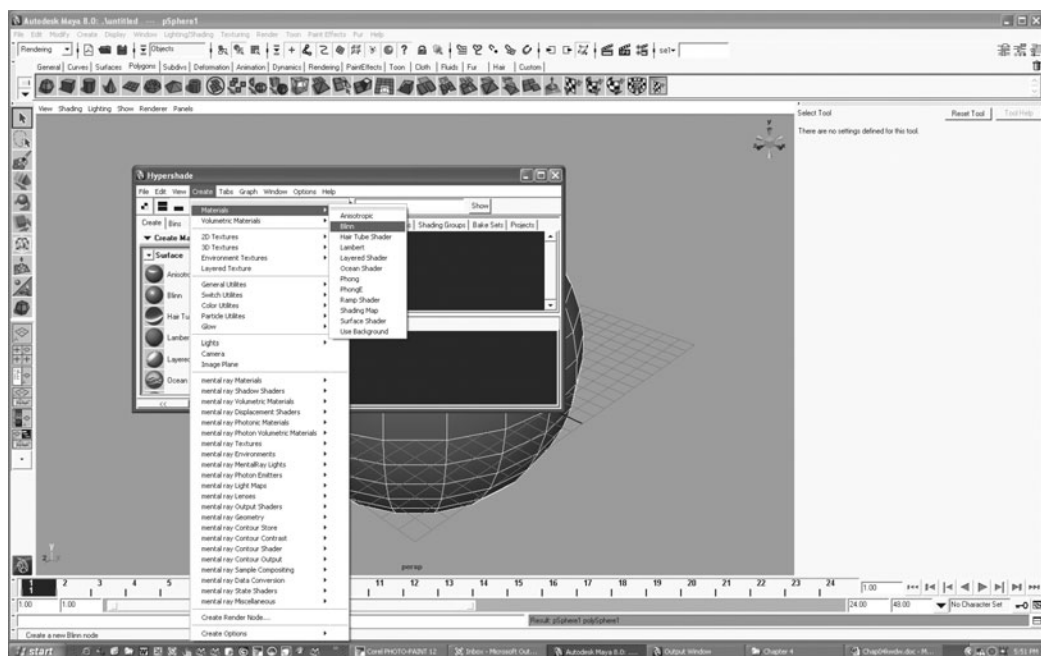 Autodesk Maya 8.0: .\untitled --- pSphere1
File Edit Modify Create Display Window Lighting/Shading Texturing Render Toon Paint Effects Fur Help
Rendering Objects sel*
General Curves Surfaces Polygons Subdivs Deformation Animation Dynamics Rendering PaintEffects Toon Cloth Fluids Fur Hair Custom
View Shading Lighting Show Renderer Panels
Select Tool Reset Tool Tool Help
There are no settings defined for this tool.
Hypershade
File Edit View Create Tabs Graph Window Options Help
Show
Create Bins
Shading Groups Bake Sets Projects
Create Ma
Surface
Anisotro
Blinn
Hair Tu
Lamber
Layered
Ocean
<<
Materials
Volumetric Materials
2D Textures
3D Textures
Environment Textures
Layered Texture
General Utilites
Switch Utilites
Color Utilites
Particle Utilites
Glow
Lights
Camera
Image Plane
mental ray Materials
mental ray Shadow Shaders
mental ray Volumetric Materials
mental ray Displacement Shaders
mental ray Photonic Materials
mental ray Photon Volumetric Materials
mental ray Textures
mental ray Environments
mental ray MentalRay Lights
mental ray Photon Emitters
mental ray Light Maps
mental ray Lenses
mental ray Output Shaders
mental ray Geometry
mental ray Contour Store
mental ray Contour Contrast
mental ray Contour Shader
mental ray Contour Output
mental ray Sample Compositing
mental ray Data Conversion
mental ray State Shaders
mental ray Miscellaneous
Create Render Node...
Create Options
Anisotropic
Blinn
Hair Tube Shader
Lambert
Layered Shader
Ocean Shader
Phong
PhongE
Ramp Shader
Shading Map
Surface Shader
Use Background
persp
1 2 3 4 5 11 12 13 14 15 16 17 18 19 20 21 22 23 24 1.00
1
1.00 1.00 24.00 48.00 No Character Set
Result: pSphere1 polySphere1
Create a new Blinn node
start Corel PHOTO-PAINT 12 Inbox - Microsoft Out... Autodesk Maya 8.0: ... Output Window Chapter 4 5:51 PM